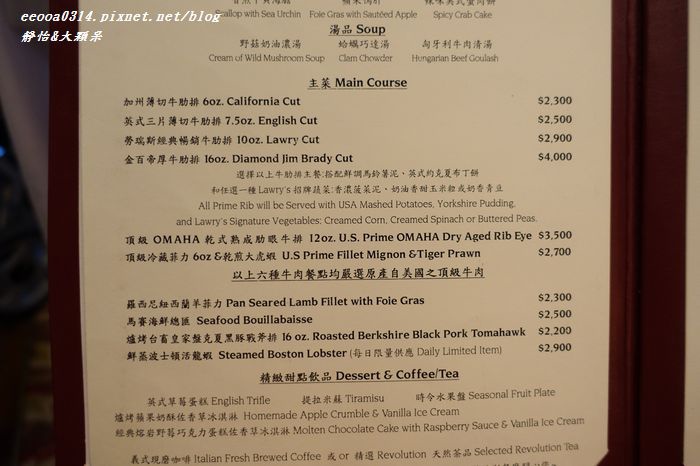 eeooa0314.pixnet.net/blog
靜怡&大顆呆
Scallop with Sea Urchin Foie Gras with Sautéed Apple Spicy Crab Cake
湯品 Soup
野菇奶油濃湯 蛤蠣巧達湯 匈牙利牛肉清湯
Cream of Wild Mushroom Soup Clam Chowder Hungarian Beef Goulash
主菜 Main Course
加州薄切牛肋排 6oz. California Cut $2,300
英式三片薄切牛肋排 7.5oz. English Cut $2,500
勞瑞斯經典暢銷牛肋排 10oz. Lawry Cut $2,900
金百帝厚牛肋排 16oz. Diamond Jim Brady Cut $4,000
選擇以上牛肋排主餐;搭配鮮調馬鈴薯泥、英式約克夏布丁餅
和任選一種 Lawry's 招牌蔬菜:香濃菠菜泥、奶油香甜玉米粒或奶香青豆
All Prime Rib will be Served with USA Mashed Potatoes, Yorkshire Pudding,
and Lawry's Signature Vegetables: Creamed Corn, Creamed Spinach or Buttered Peas.
頂級 OMAHA 乾式熟成肋眼牛排 12oz. U.S. Prime OMAHA Dry Aged Rib Eye $3,500
頂級冷藏菲力 6oz &乾煎大虎蝦 U.S Prime Fillet Mignon &Tiger Prawn $2,700
以上六種牛肉餐點均嚴選原產自美國之頂級牛肉
羅西尼紐西蘭羊菲力 Pan Seared Lamb Fillet with Foie Gras $2,300
馬賽海鮮總匯 Seafood Bouillabaisse $2,500
爐烤台畜皇家盤克夏黑豚戰斧排 16 oz. Roasted Berkshire Black Pork Tomahawk $2,200
鮮蒸波士頓活龍蝦 Steamed Boston Lobster (每日限量供應 Daily Limited Item) $2,900
精緻甜點飲品 Dessert & Coffee/Tea
英式草莓蛋糕 English Trifle 提拉米蘇 Tiramisu 時令水果盤 Seasonal Fruit Plate
爐烤蘋果奶酥佐香草冰淇淋 Homemade Apple Crumble & Vanilla Ice Cream
經典熔岩野莓巧克力蛋糕佐香草冰淇淋 Molten Chocolate Cake with Raspberry Sauce & Vanilla Ice Cream
義式現磨咖啡 Italian Fresh Brewed Coffee 或 or 精選 Revolution 天然茶品 Selected Revolution Tea